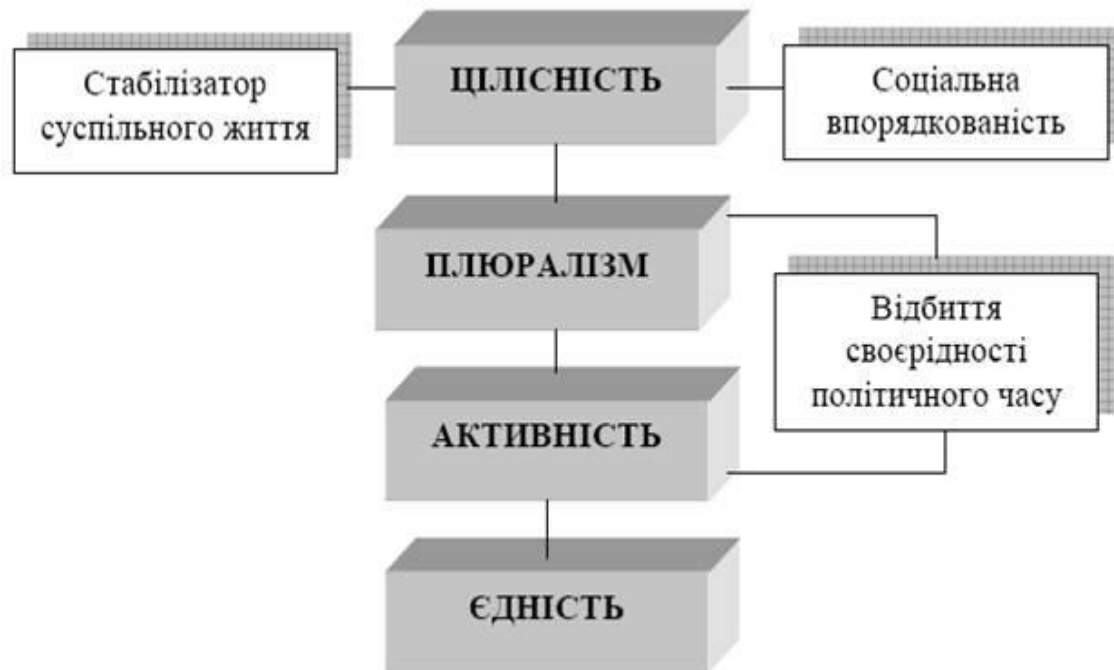 Стабілізатор
суспільного життя
ЦІЛІСНІСТЬ
Соціальна
впорядкованість
ПЛЮРАЛІЗМ
Відбиття
своєрідності
політичного часу
АКТИВНІСТЬ
ЄДНІСТЬ